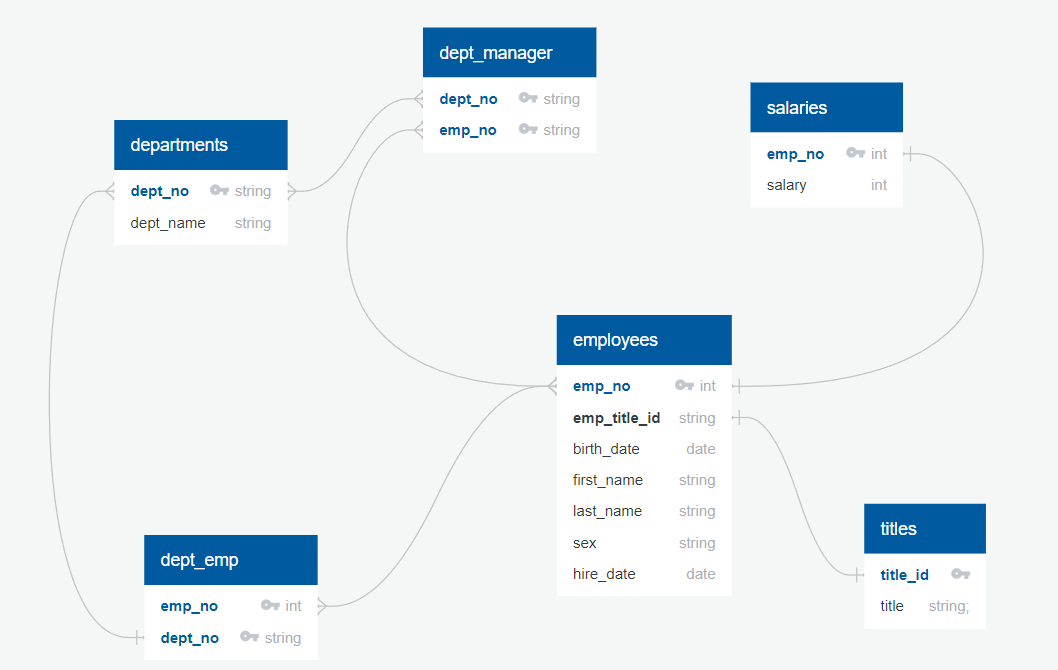 dept_manager
dept_no string
emp_no string
salaries
emp_no int
salary int
departments
dept_no string
dept_name string
employees
emp_no int
emp_title_id string
birth_date date
first_name string
last_name string
sex string
hire_date date
titles
title_id
title string;
dept_emp
emp_no int
dept_no string